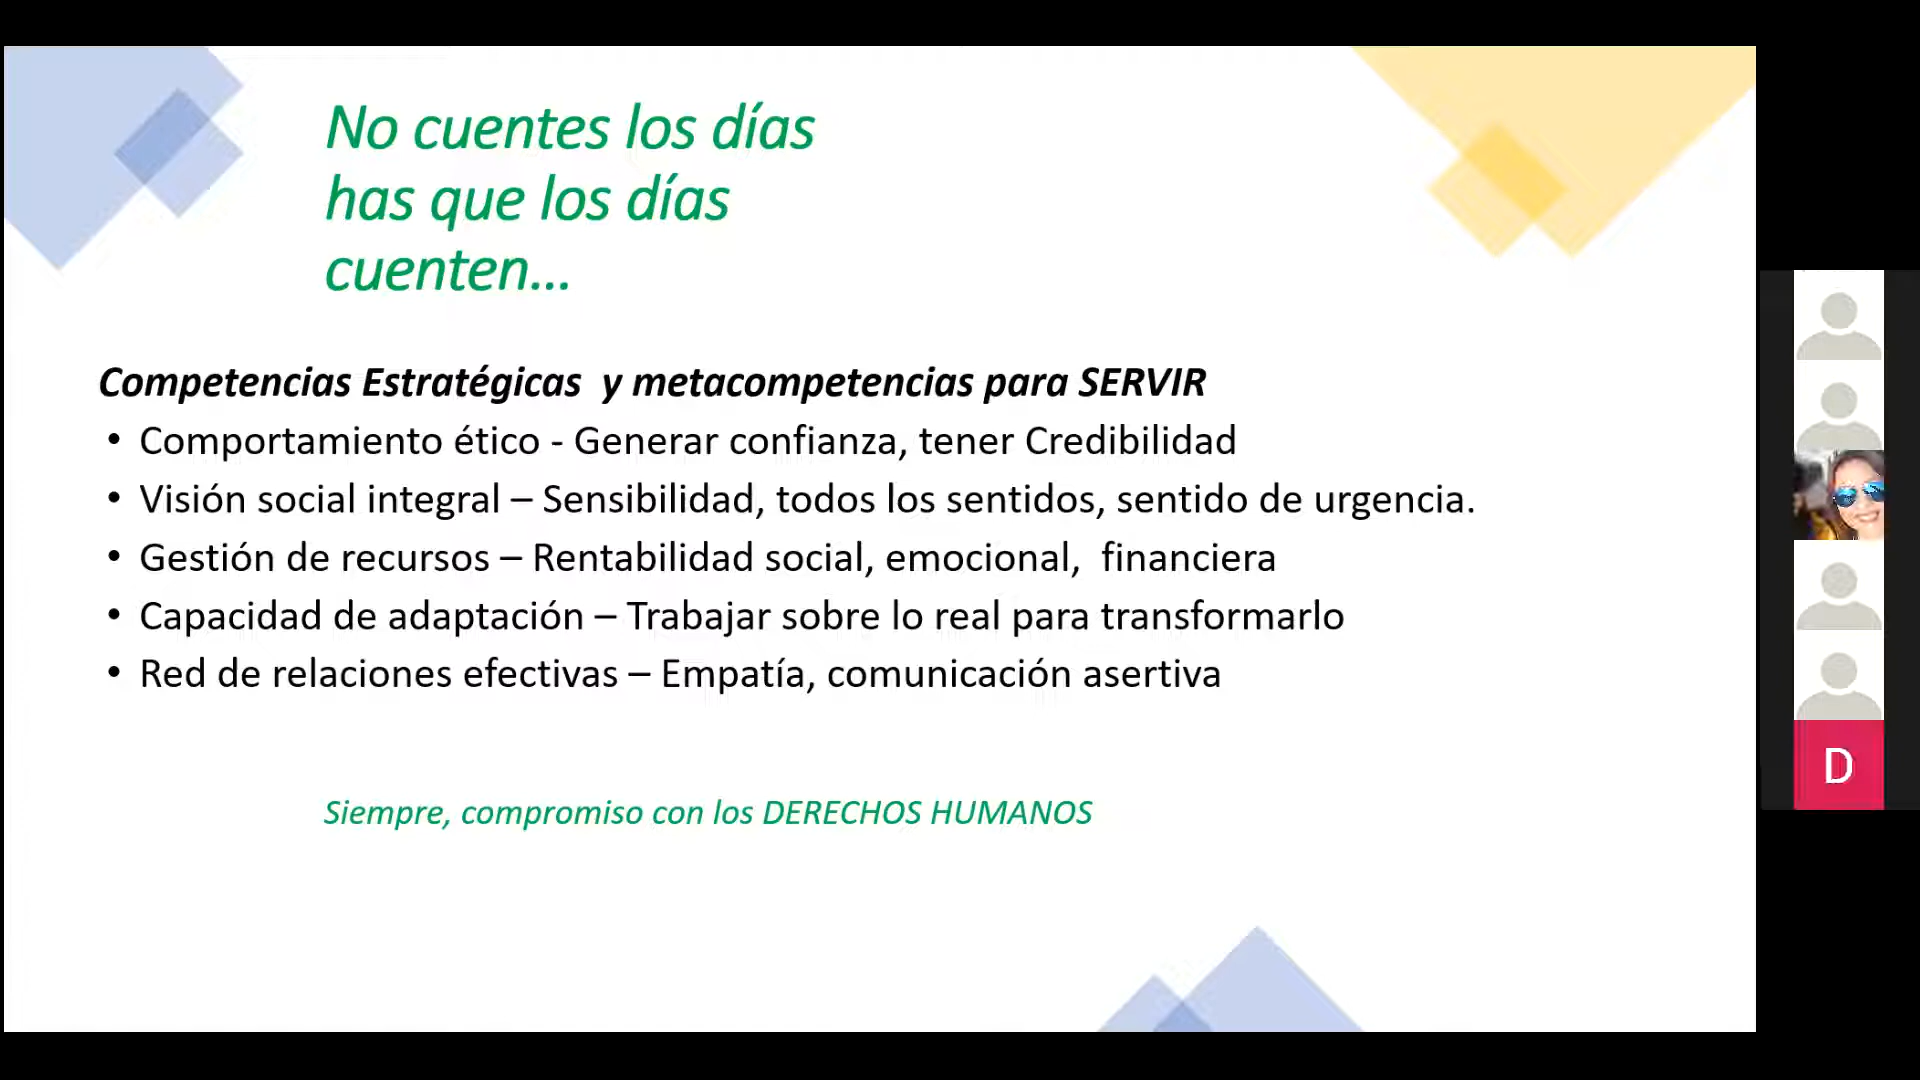 No cuentes los días
has que los días
cuenten...
Competencias Estratégicas  y metacompetencias para SERVIR
• Comportamiento ético - Generar confianza, tener Credibilidad
• Visión social integral – Sensibilidad, todos los sentidos, sentido de urgencia.
• Gestión de recursos – Rentabilidad social, emocional,  financiera
• Capacidad de adaptación – Trabajar sobre lo real para transformarlo
• Red de relaciones efectivas – Empatía, comunicación asertiva
Siempre, compromiso con los DERECHOS HUMANOS
D